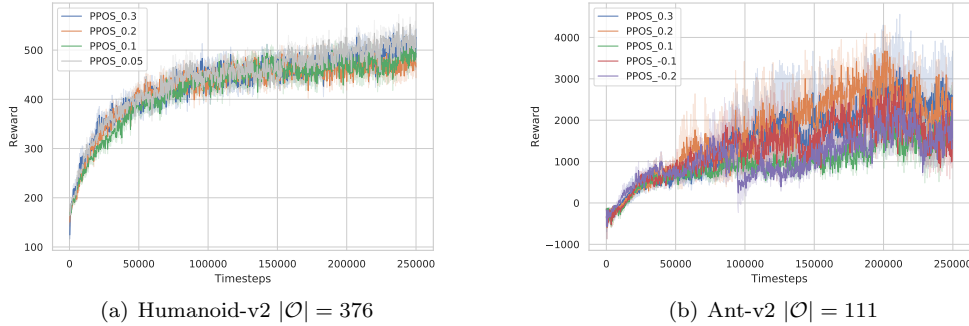 PPOS_0.3
PPOS_0.2
PPOS_0.1
PPOS_0.05
500
400
300
200
100
Reward
0
50000
100000
150000
200000
250000
Timesteps
(a) Humanoid-v2 |𝒪| = 376
PPOS_0.3
PPOS_0.2
PPOS_0.1
PPOS_-0.1
PPOS_-0.2
4000
3000
2000
1000
0
−1000
Reward
0
50000
100000
150000
200000
250000
Timesteps
(b) Ant-v2 |𝒪| = 111